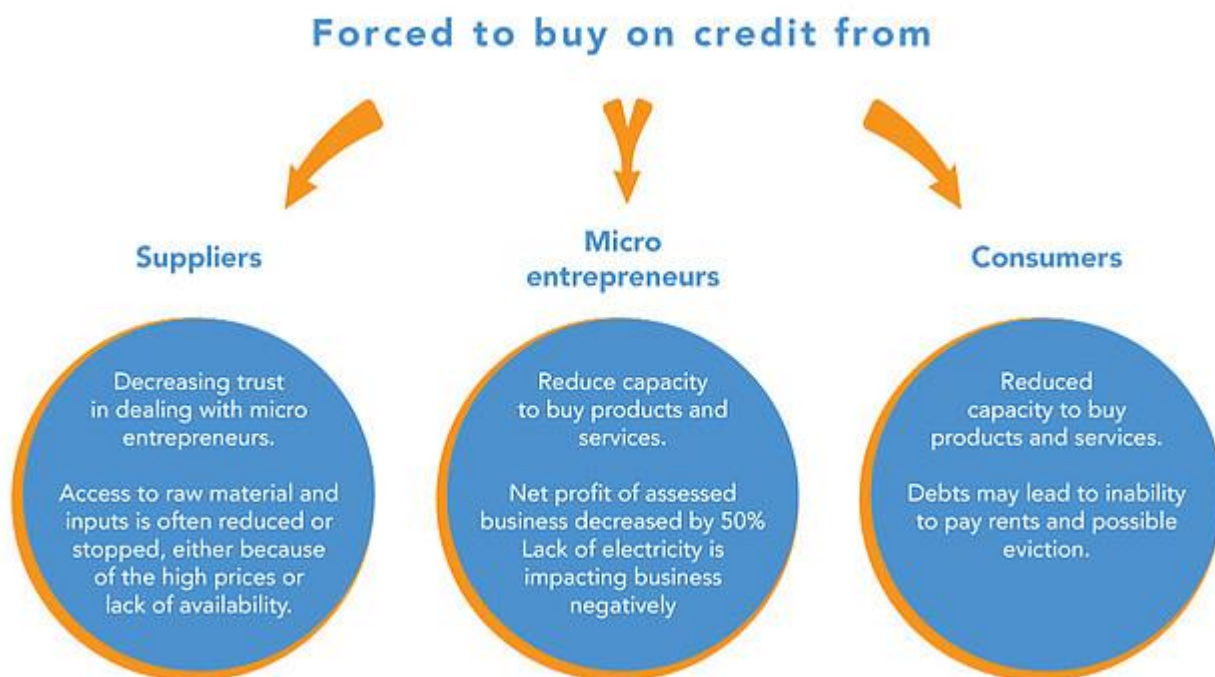 Forced to buy on credit from
Suppliers
Decreasing trust
in dealing with micro
entrepreneurs.
Access to raw material and
inputs is often reduced or
stopped, either because
of the high prices or
lack of availability.
Micro
entrepreneurs
Reduce capacity
to buy products and
services.
Net profit of assessed
business decreased by 50%
Lack of electricity is
impacting business
negatively
Consumers
Reduced
capacity to buy
products and services.
Debts may lead to inability
to pay rents and possible
eviction.